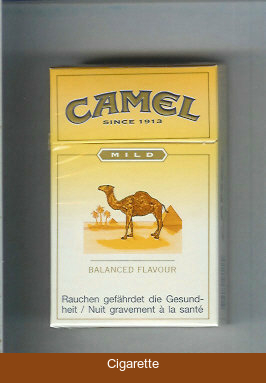 CAMEL
SINCE 1913
MILD
BALANCED FLAVOUR
Rauchen gefährdet die Gesund-
heit / Nuit gravement à la santé
Cigarette